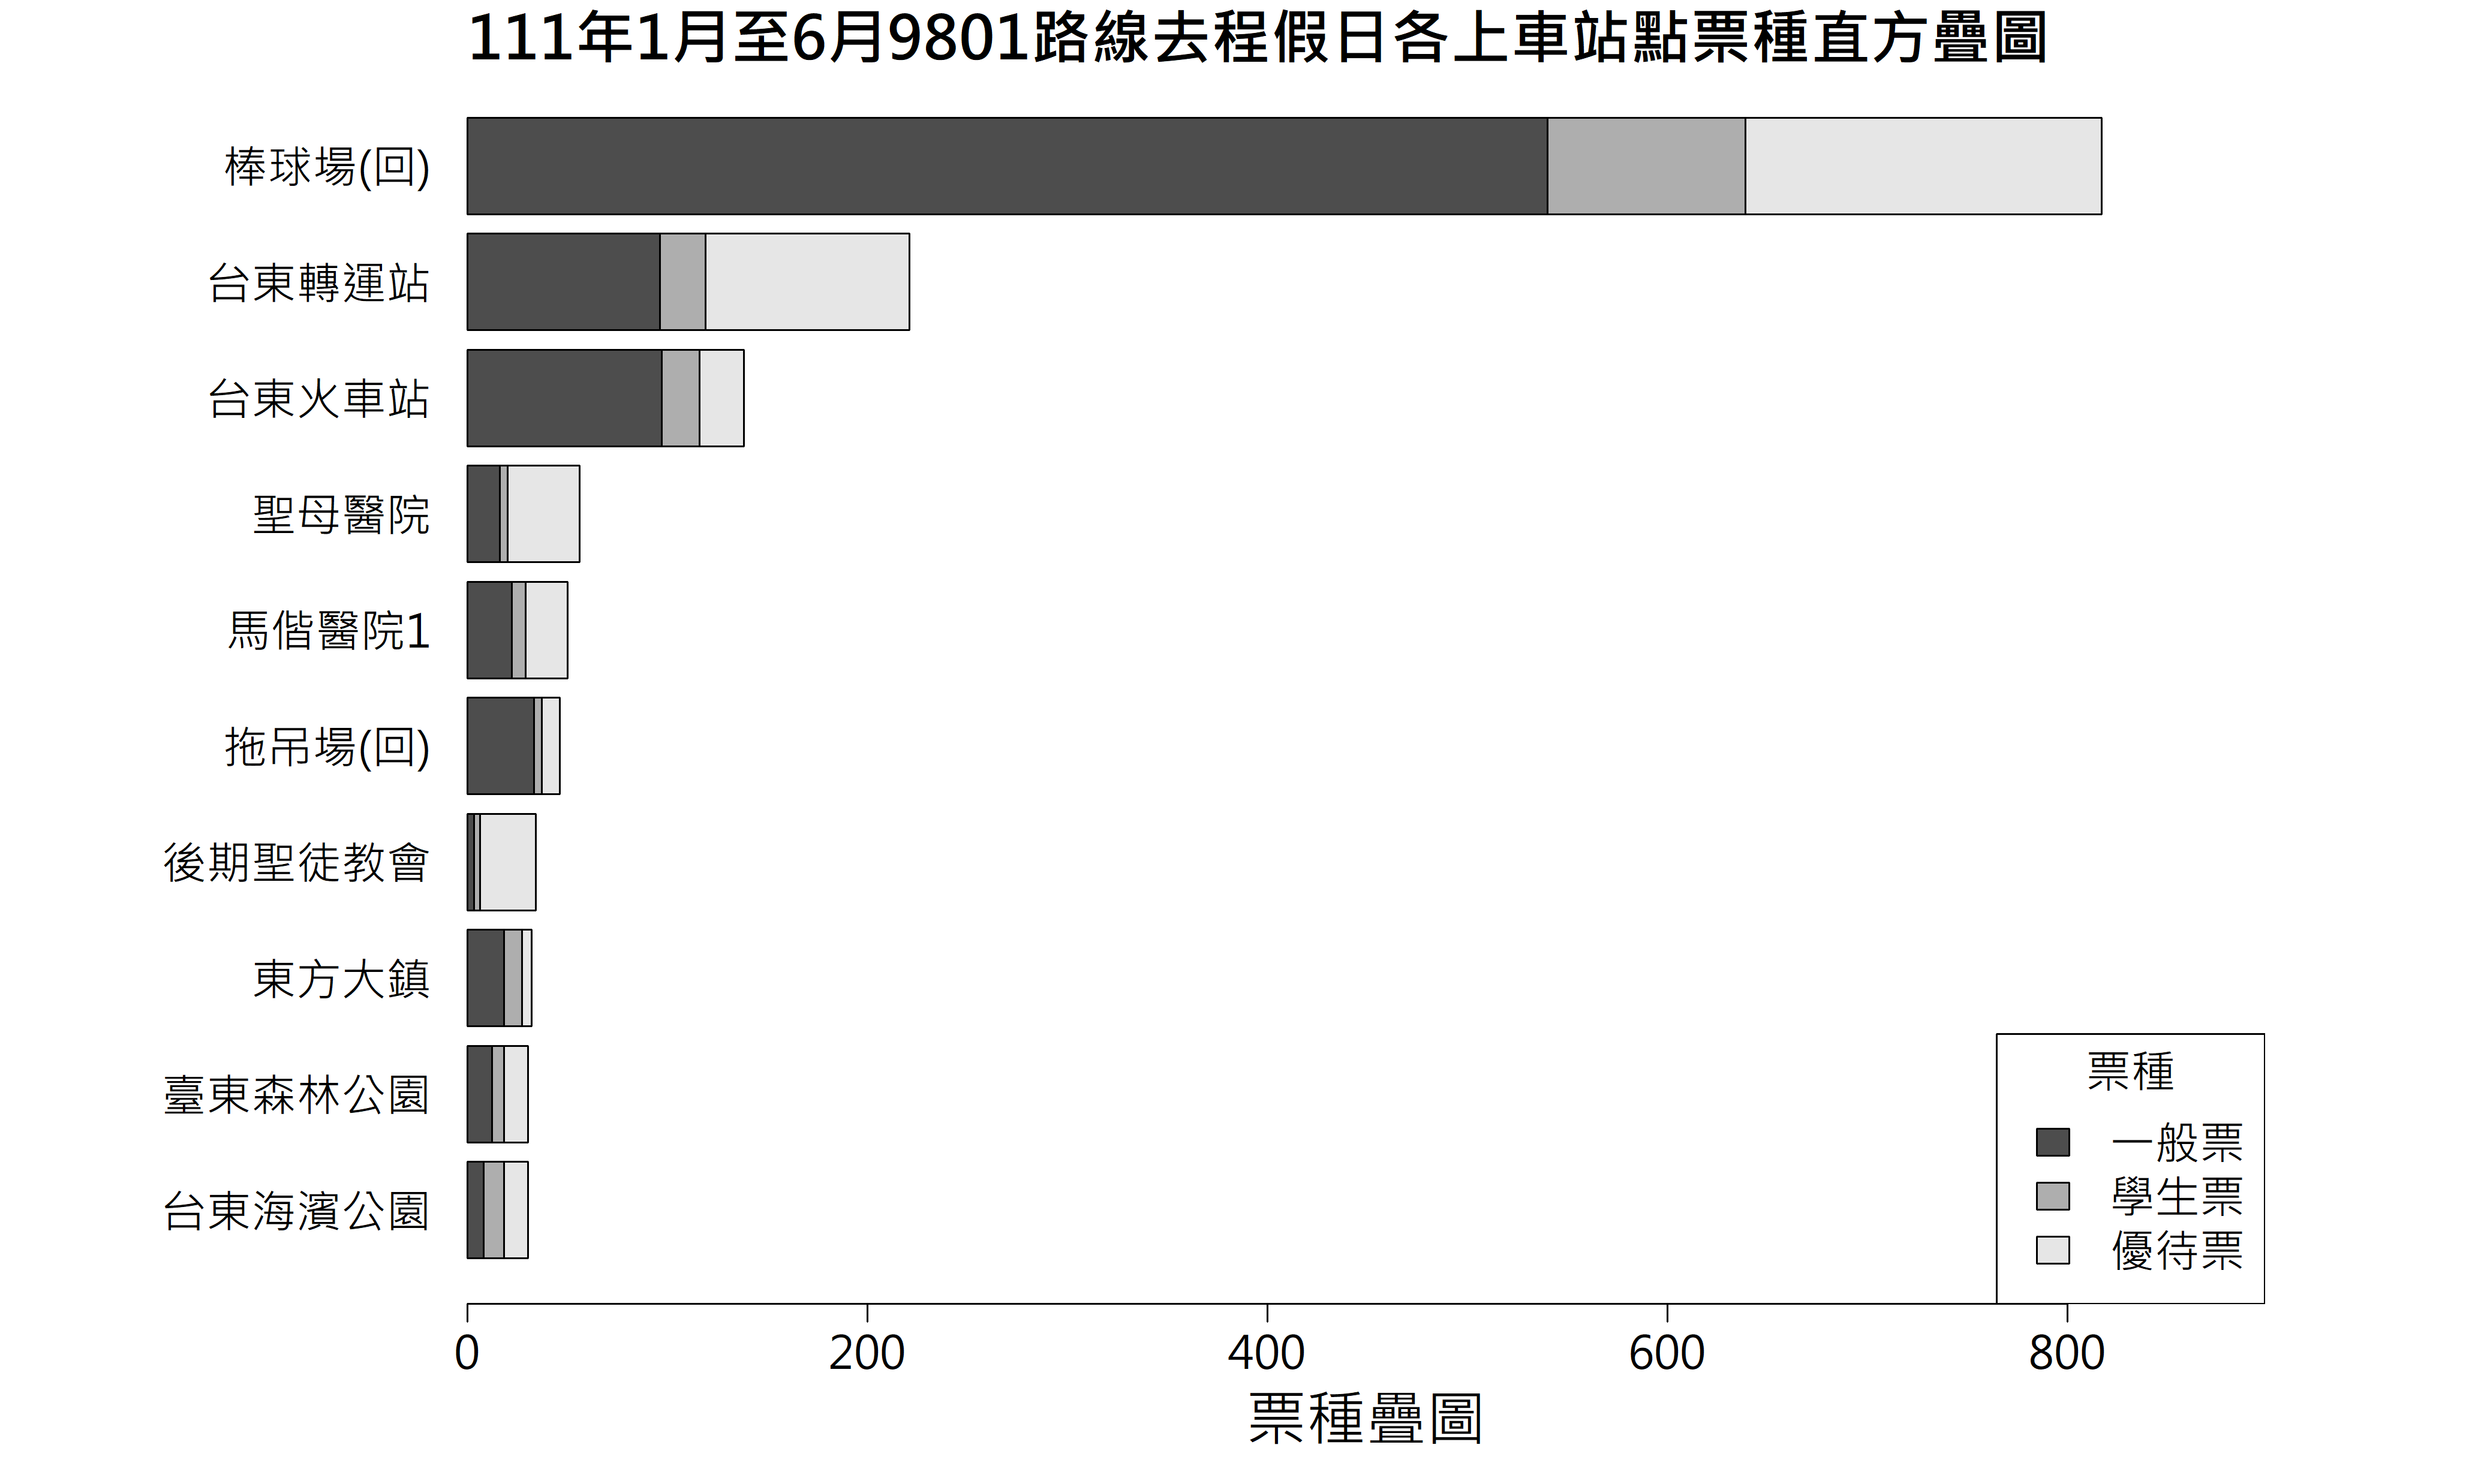 111年1月至6月9801路線去程假日各上車站點票種直方疊圖
棒球場(回)
台東轉運站
台東火車站
聖母醫院
馬偕醫院1
拖吊場(回)
後期聖徒教會
東方大鎮
臺東森林公園
台東海濱公園
票種
一般票
學生票
優待票
0 200 400 600 800
票種疊圖